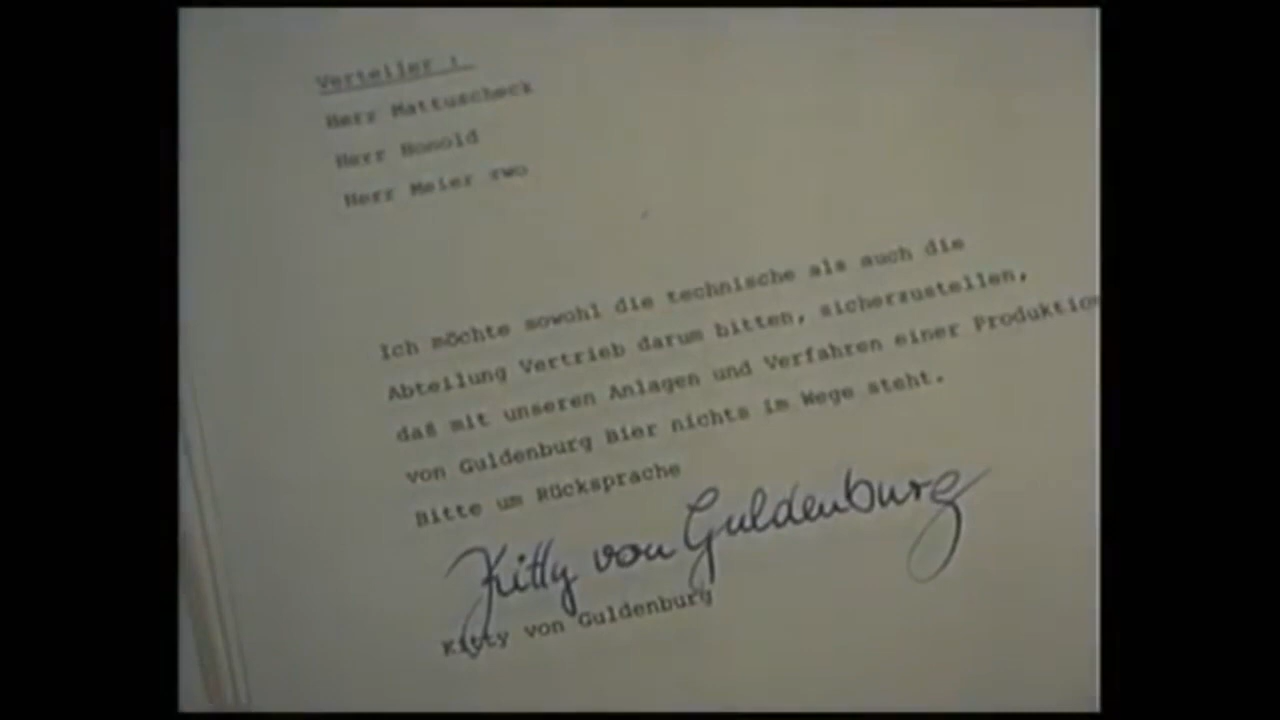 Verteiler :
Herr Mattuscheck
Herr Honold
Herr Meier
Ich möchte sowohl die technische als auch die
Abteilung Vertrieb darum bitten, sicherzustellen,
daß mit unseren Anlagen und Verfahren einer Produktion
von Guldenburg Bier nichts im Wege steht.
Bitte um Rücksprache
Kitty von Guldenburg
Kitty von Guldenburg